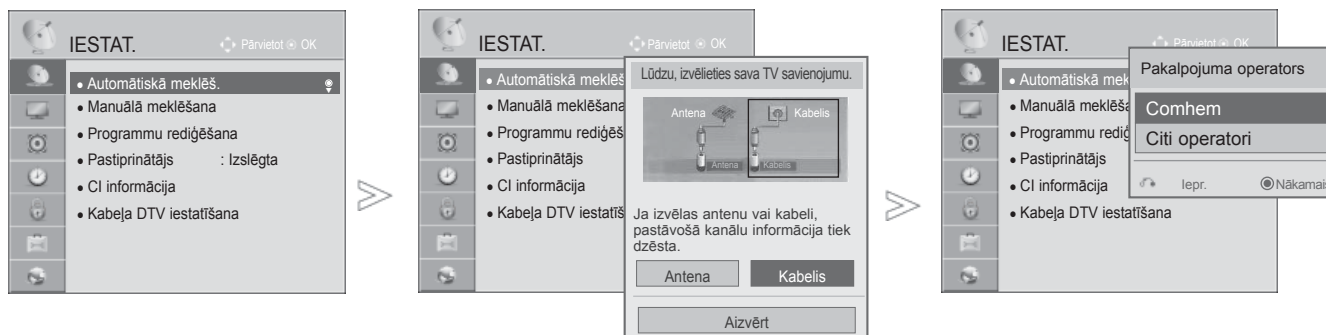 IESTAT.
Pārvietot OK
• Automātiskā meklēš.
• Manuālā meklēšana
• Programmu rediģēšana
• Pastiprinātājs : Izslēgta
• CI informācija
• Kabeļa DTV iestatīšana
IESTAT.
Pārvietot OK
• Automātiskā meklēš
• Manuālā meklēšana
• Programmu rediģēš
• Pastiprinātājs
• CI informācija
• Kabeļa DTV iestatīš
Lūdzu, izvēlieties sava TV savienojumu.
Antena Kabelis
Antena Kabelis
Ja izvēlas antenu vai kabeli,
pastāvošā kanālu informācija tiek
dzēsta.
Antena Kabelis
Aizvērt
IESTAT.
Pārvietot OK
• Automātiskā mek
• Manuālā meklēša
• Programmu rediģ
• Pastiprinātājs
• CI informācija
• Kabeļa DTV iestatīšana
Pakalpojuma operators
Comhem
Citi operatori
Iepr. Nākamais